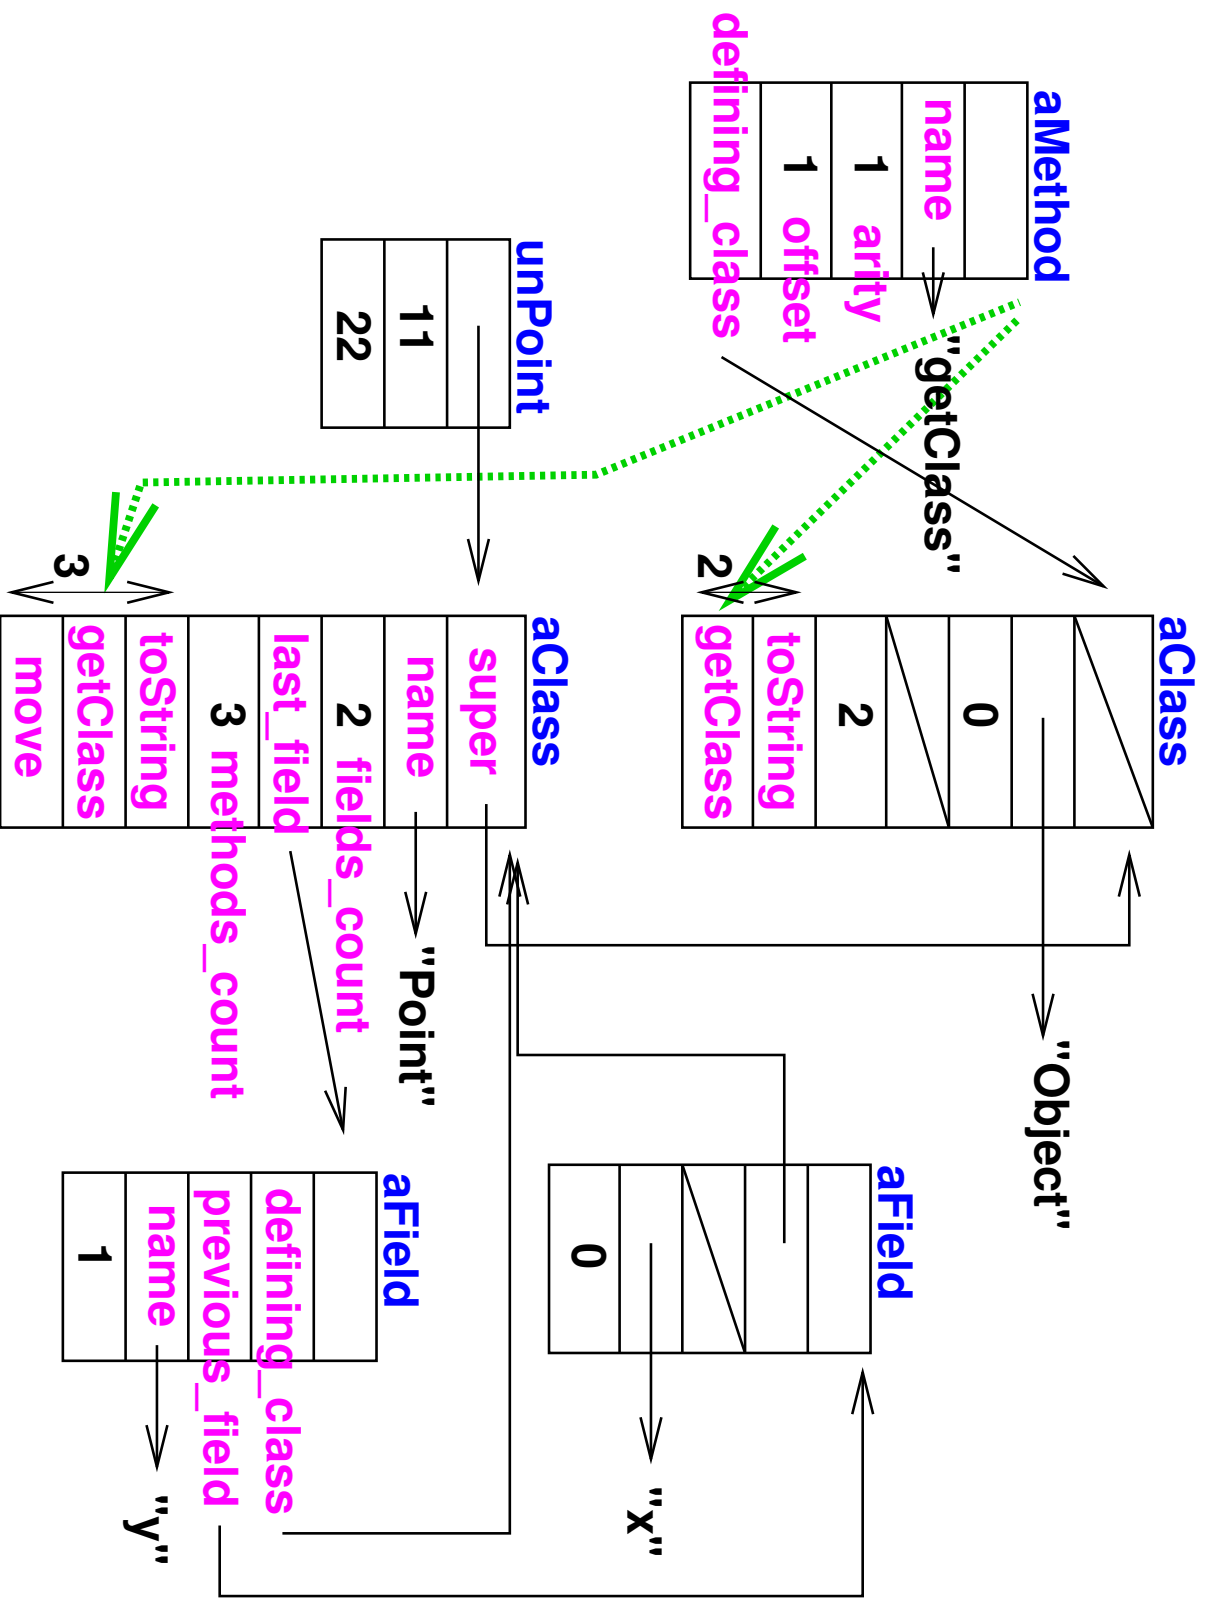 aMethod
name
"getClass"
1 arity
1 offset
defining_class
aClass
"Object"
0
2
toString
getClass
2
aField
"x"
0
unPoint
11
22
aClass
super
name
"Point"
2 fields_count
last_field
3 methods_count
toString
getClass
move
3
aField
defining_class
previous_field
name
"y"
1